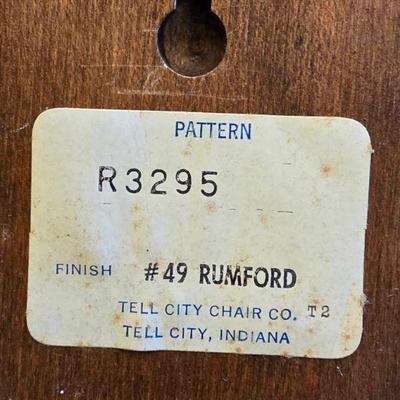 PATTERN
R3295
FINISH #49 RUMFORD
TELL CITY CHAIR CO. T2
TELL CITY, INDIANA